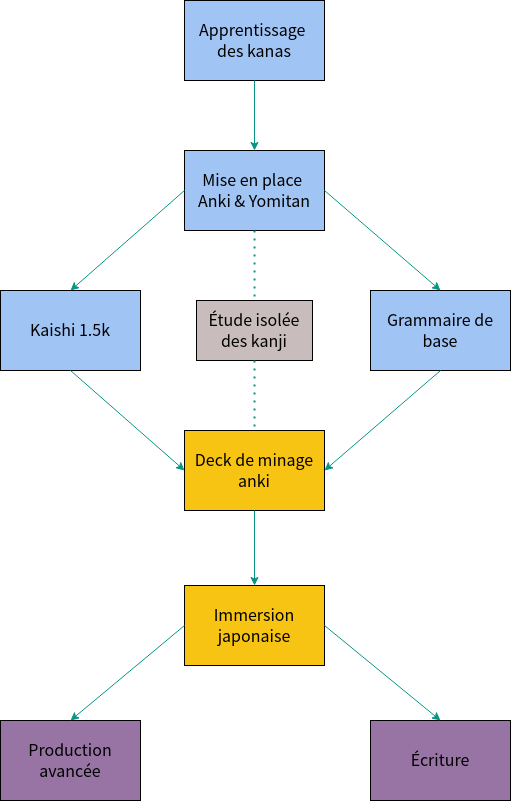 Apprentissage
des kanas
Mise en place
Anki & Yomitan
Kaishi 1.5k
Étude isolée
des kanji
Grammaire de
base
Deck de minage
anki
Immersion
japonaise
Production
avancée
Écriture